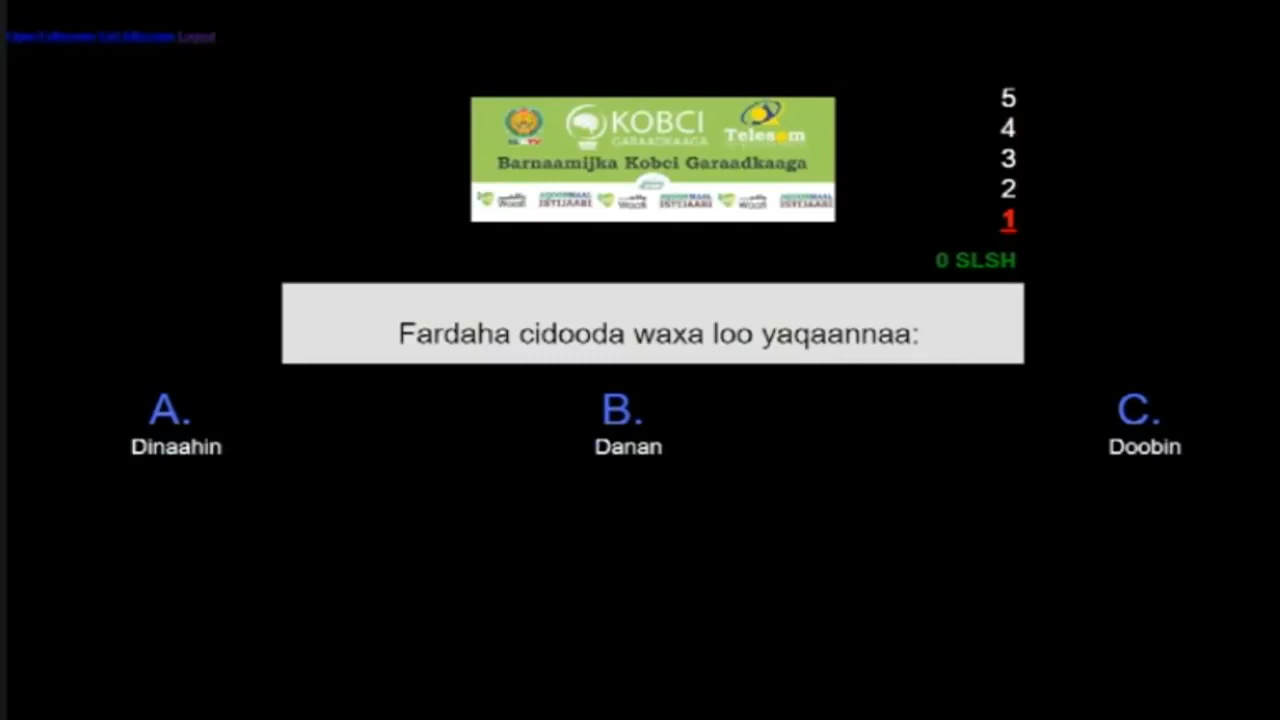 Logout
KOBCI
GARAADKAAGA
Telesom
Barnaamijka Kobci Garaadkaaga
5
4
3
2
1
0 SLSH
Fardaha cidooda waxa loo yaqaannaa:
A.
Dinaahin
B.
Danan
C.
Doobin